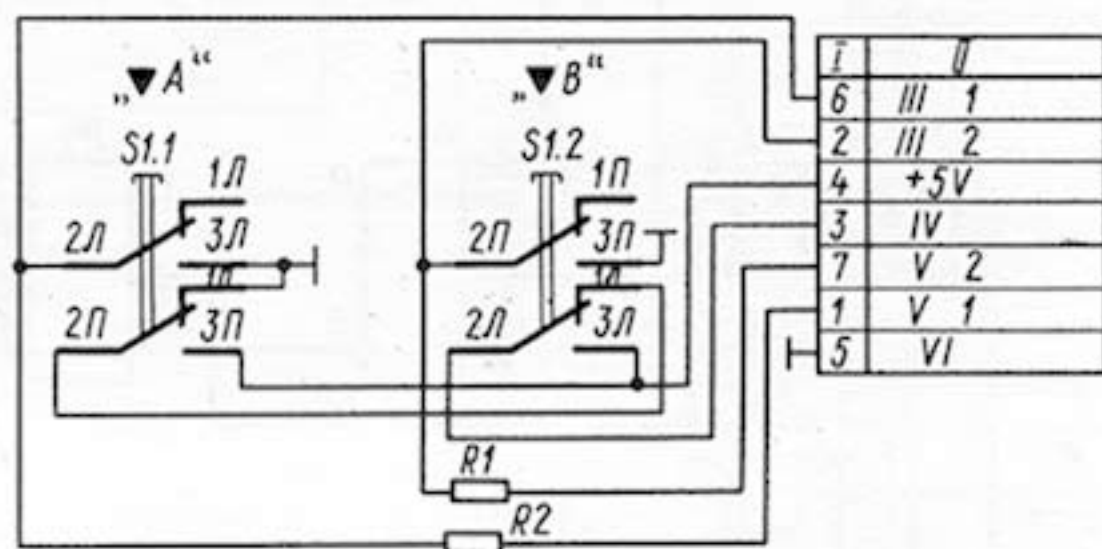 „▼ A“
„▼ B“
S1.1
S1.2
1Л
1П
2Л
3Л
2П
3П
1П
1Л
2П
3П
2Л
3Л
R1
R2
I U
6 III 1
2 III 2
4 +5V
3 IV
7 V 2
1 V 1
5 VI